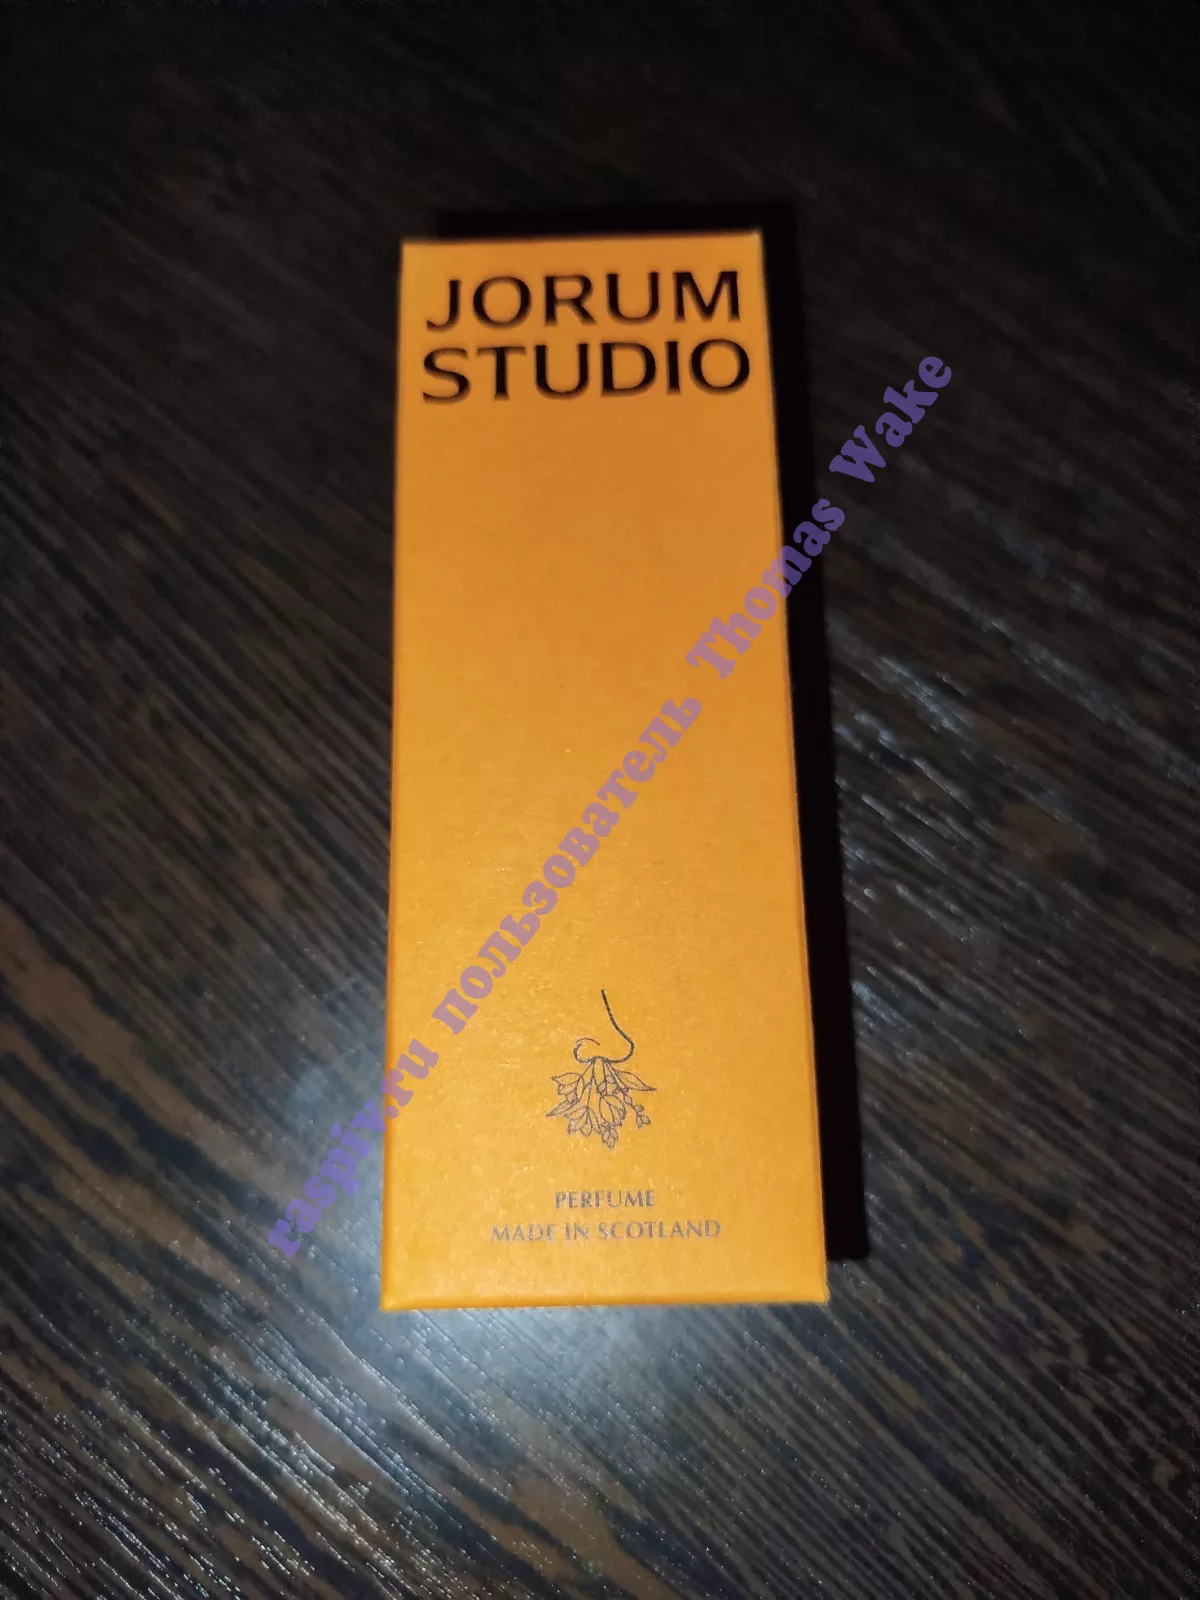 JORUM
STUDIO
raspiv.ru пользователь Thomas Wake
PERFUME
MADE IN SCOTLAND